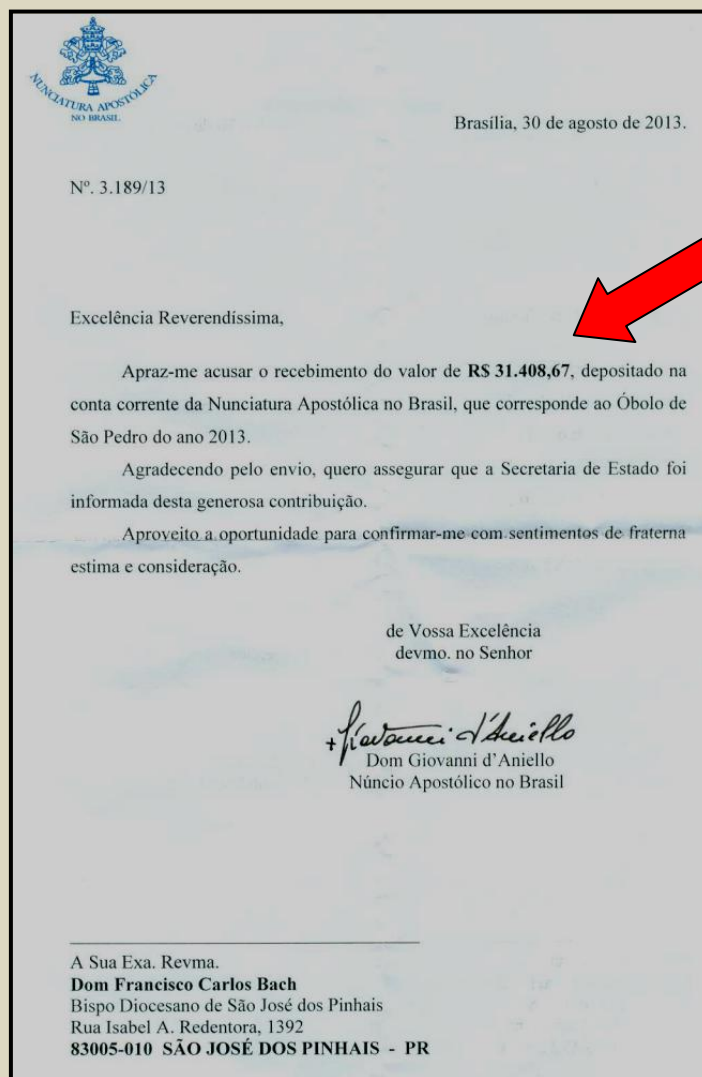 NUNCIATURA APOSTÓLICA
NO BRASIL
Brasília, 30 de agosto de 2013.
Nº. 3.189/13
Excelência Reverendíssima,
Apraz-me acusar o recebimento do valor de R$ 31.408,67, depositado na
conta corrente da Nunciatura Apostólica no Brasil, que corresponde ao Óbolo de
São Pedro do ano 2013.
Agradecendo pelo envio, quero assegurar que a Secretaria de Estado foi
informada desta generosa contribuição.
Aproveito a oportunidade para confirmar-me com sentimentos de fraterna
estima e consideração.
de Vossa Excelência
devmo. no Senhor
+ Giovanni d'Aniello
Dom Giovanni d'Aniello
Núncio Apostólico no Brasil
A Sua Exa. Revma.
Dom Francisco Carlos Bach
Bispo Diocesano de São José dos Pinhais
Rua Isabel A. Redentora, 1392
83005-010 SÃO JOSÉ DOS PINHAIS - PR